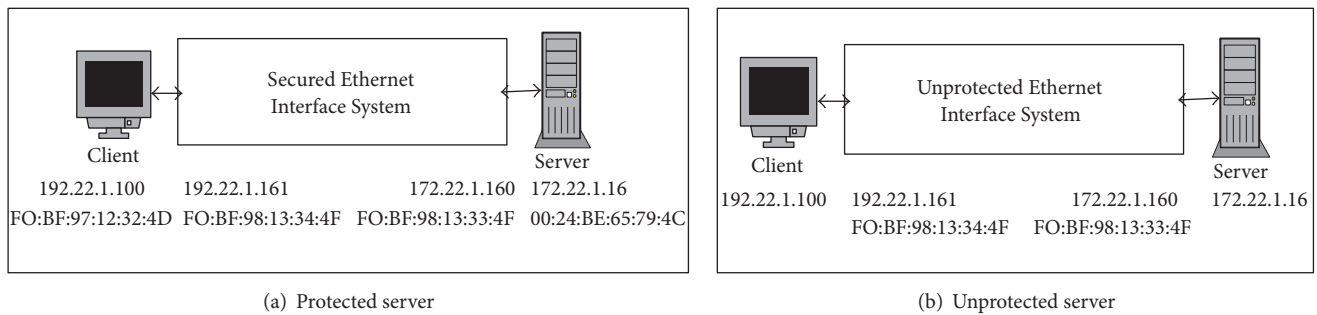 Secured Ethernet
Interface System
Client
Server
192.22.1.100 192.22.1.161 172.22.1.160 172.22.1.16
FO:BF:97:12:32:4D FO:BF:98:13:34:4F FO:BF:98:13:33:4F 00:24:BE:65:79:4C
(a) Protected server
Unprotected Ethernet
Interface System
Client
Server
192.22.1.100 192.22.1.161 172.22.1.160 172.22.1.16
FO:BF:98:13:34:4F FO:BF:98:13:33:4F
(b) Unprotected server